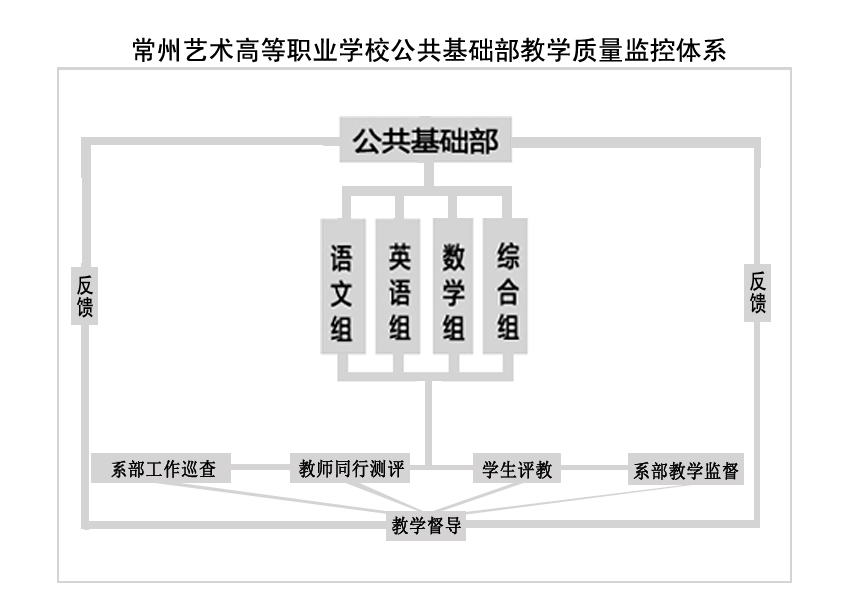 常州艺术高等职业学校公共基础部教学质量监控体系
公共基础部
语文组
英语组
数学组
综合组
反馈
反馈
系部工作巡查
教师同行测评
学生评教
系部教学监督
教学督导